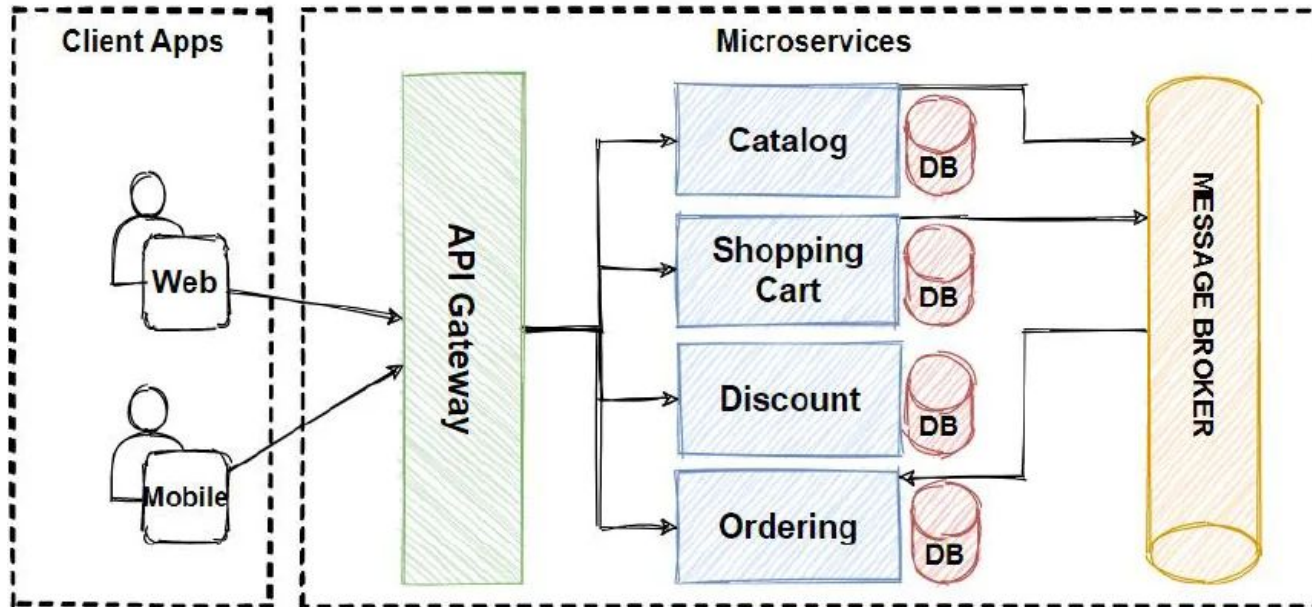 Client Apps
Microservices
Web
Mobile
API Gateway
Catalog
DB
Shopping
Cart
DB
Discount
DB
Ordering
DB
MESSAGE BROKER